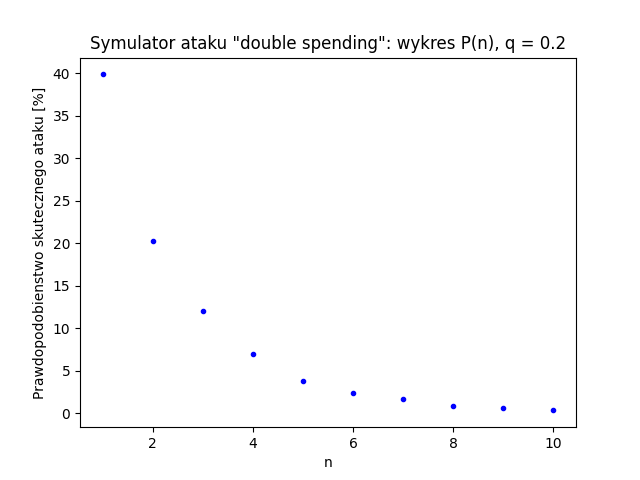 Symulator ataku "double spending": wykres P(n), q = 0.2
Prawdopodobienstwo skutecznego ataku [%]
40
35
30
25
20
15
10
5
0
2 4 6 8 10
n